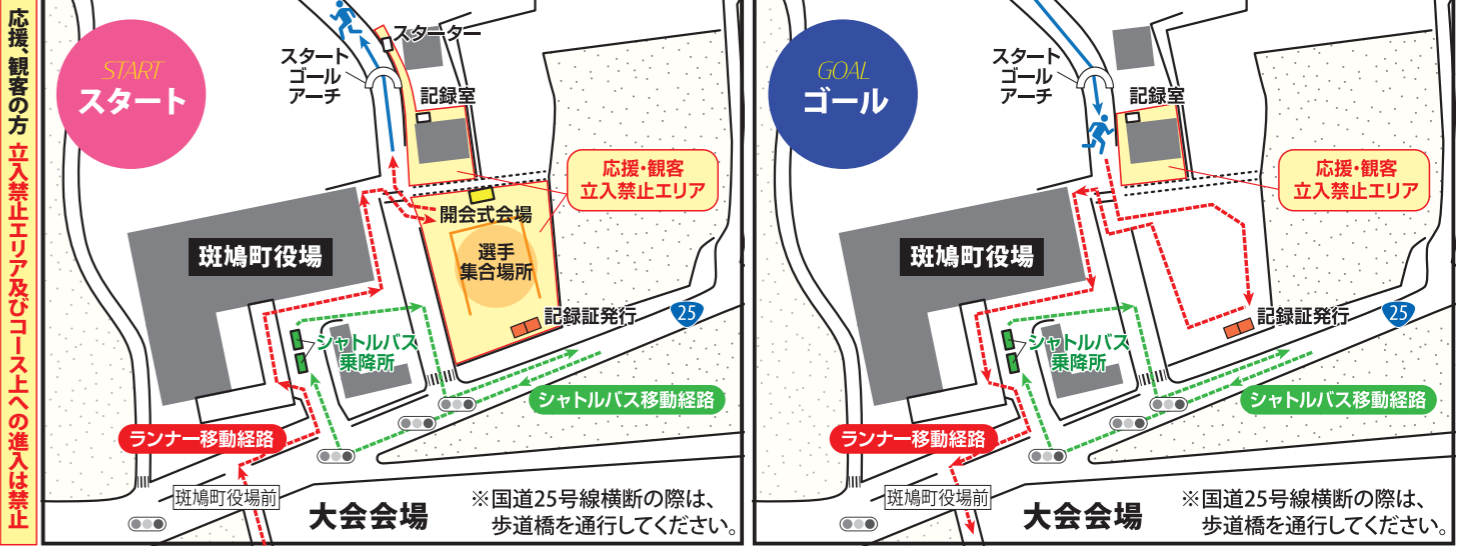 応援、観客の方 立入禁止エリア及びコース上への進入は禁止
START
スタート
スターター
スタート
ゴール
アーチ
記録室
応援・観客
立入禁止エリア
開会式会場
選手
集合場所
斑鳩町役場
記録証発行
25
シャトルバス
乗降所
シャトルバス移動経路
ランナー移動経路
斑鳩町役場前
大会会場
※国道25号線横断の際は、
歩道橋を通行してください。
GOAL
ゴール
スタート
ゴール
アーチ
記録室
応援・観客
立入禁止エリア
斑鳩町役場
記録証発行
25
シャトルバス
乗降所
シャトルバス移動経路
ランナー移動経路
斑鳩町役場前
大会会場
※国道25号線横断の際は、
歩道橋を通行してください。